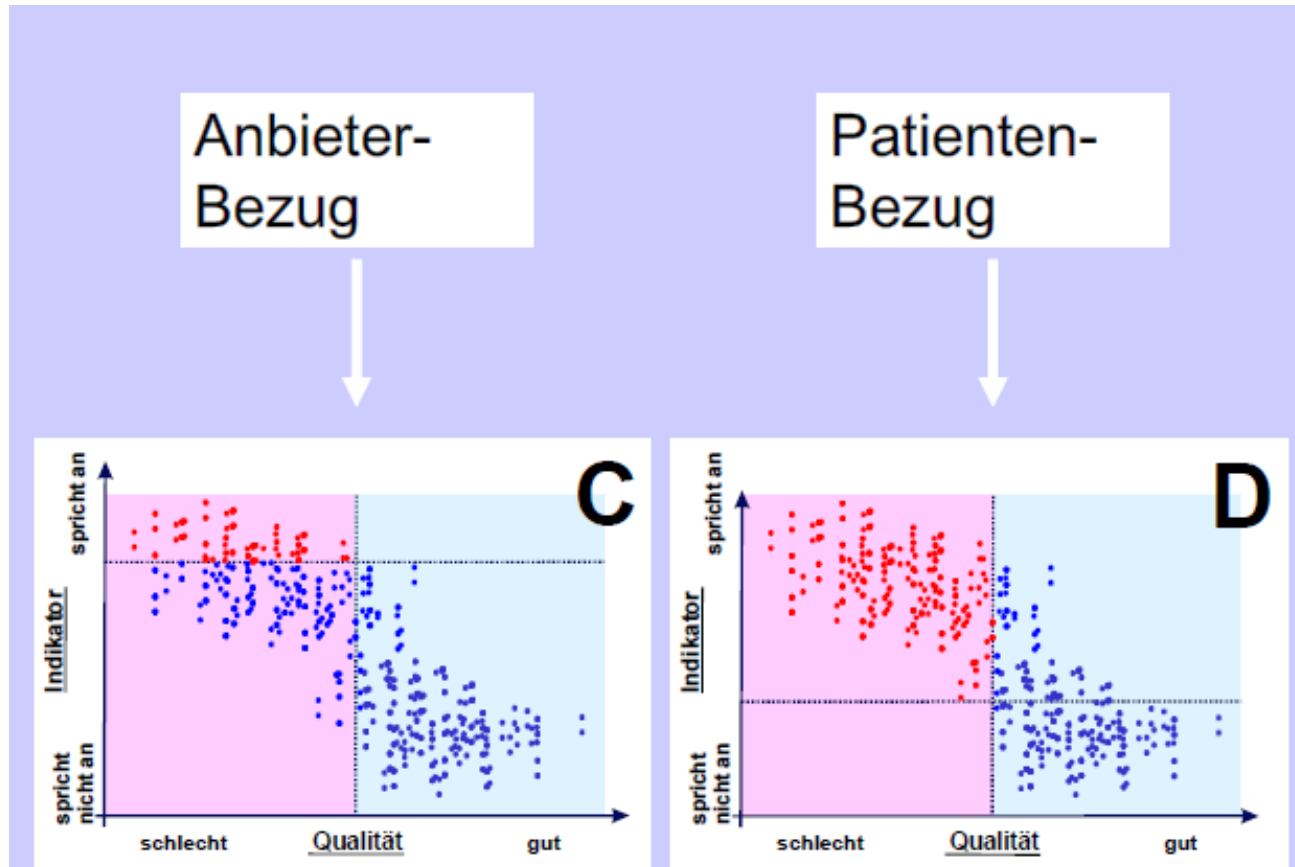 Anbieter-
Bezug
Patienten-
Bezug
C
spricht an
Indikator
spricht
nicht an
schlecht
Qualität
gut
D
spricht an
Indikator
spricht
nicht an
schlecht
Qualität
gut